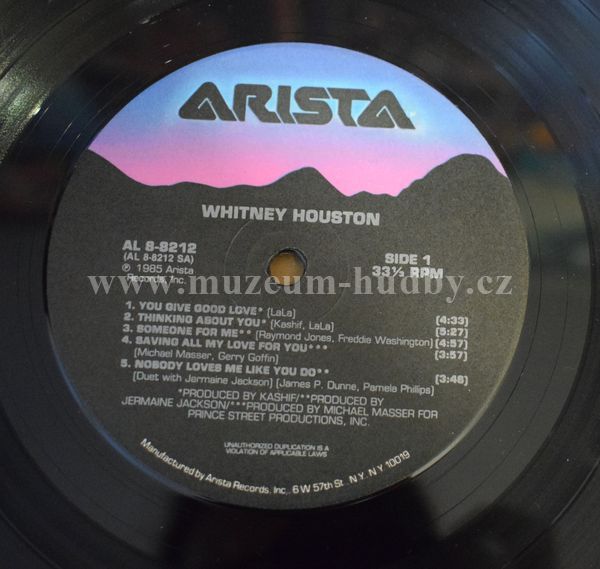 ARISTA
WHITNEY HOUSTON
AL 8-8212
(AL 8-8212 SA)
℗ 1985 Arista
Records, Inc.
SIDE 1
33⅓ RPM
www.muzeum-hudby.cz
1. YOU GIVE GOOD LOVE* [LaLa] [4:33]
2. THINKING ABOUT YOU* [Kashif, LaLa] [5:27]
3. SOMEONE FOR ME** [Raymond Jones, Freddie Washington] [4:57]
4. SAVING ALL MY LOVE FOR YOU*** [3:57]
[Michael Masser, Gerry Goffin]
5. NOBODY LOVES ME LIKE YOU DO** [3:46]
(Duet with Jermaine Jackson) [James P. Dunne, Pamela Phillips]
*PRODUCED BY KASHIF/**PRODUCED BY
JERMAINE JACKSON/***PRODUCED BY MICHAEL MASSER FOR
PRINCE STREET PRODUCTIONS, INC.
UNAUTHORIZED DUPLICATION IS A
VIOLATION OF APPLICABLE LAWS
Manufactured by Arista Records, Inc., 6 W 57th St. N.Y. N.Y. 10019